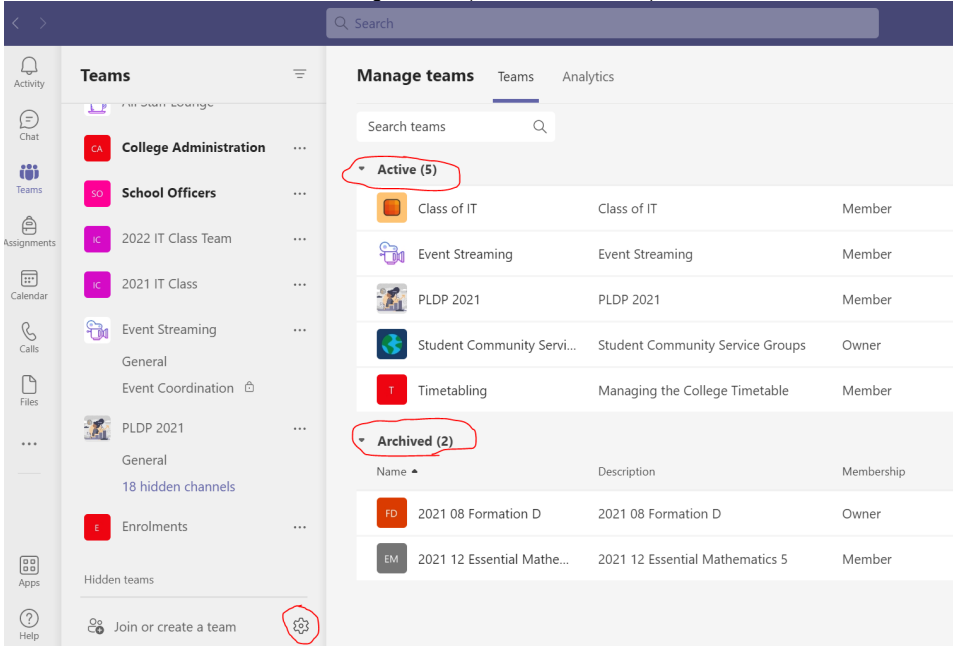 Search
Activity
Chat
Teams
Assignments
Calendar
Calls
Files
Apps
Help
Teams
All Staff Lounge
CA College Administration
SO School Officers
IC 2022 IT Class Team
IC 2021 IT Class
Event Streaming
General
Event Coordination
PLDP 2021
General
18 hidden channels
E Enrolments
Hidden teams
Join or create a team
Manage teams Teams Analytics
Search teams
Active (5)
Class of IT Class of IT Member
Event Streaming Event Streaming Member
PLDP 2021 PLDP 2021 Member
Student Community Servi... Student Community Service Groups Owner
T Timetabling Managing the College Timetable Member
Archived (2)
Name Description Membership
FD 2021 08 Formation D 2021 08 Formation D Owner
EM 2021 12 Essential Mathe... 2021 12 Essential Mathematics 5 Member